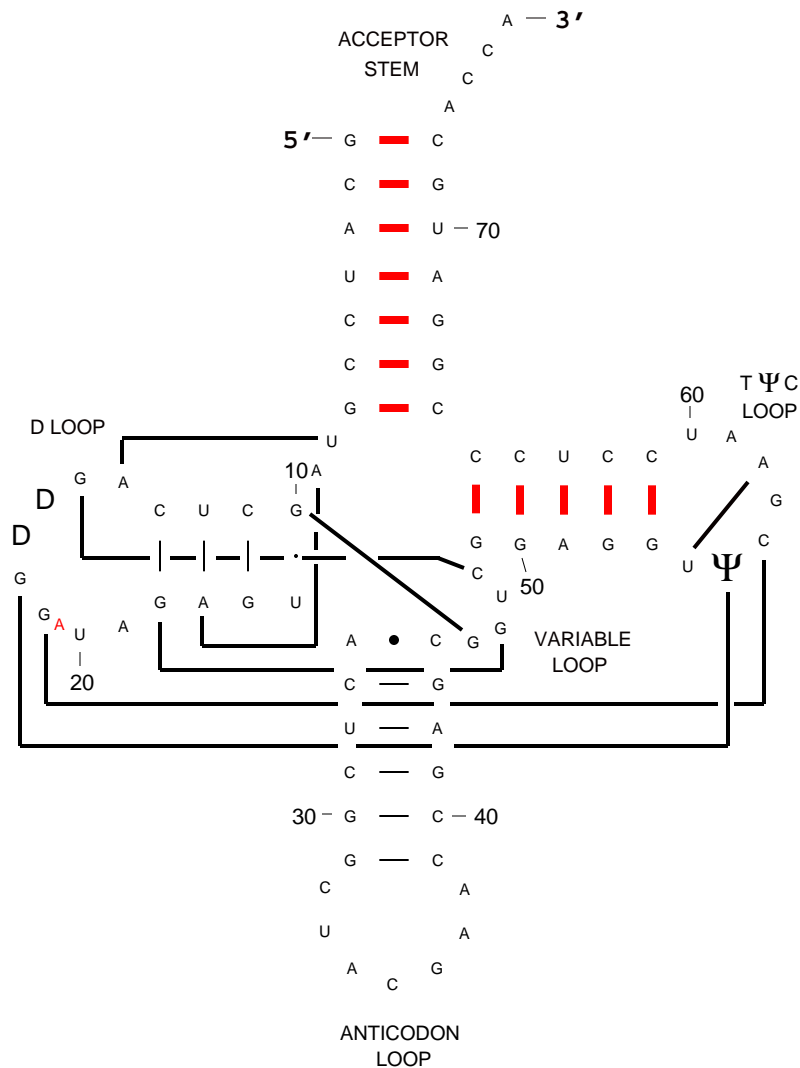 A 3′
ACCEPTOR
STEM
C
C
A
5′ G C
C G
A U 70
U A
C G
C G
G C
60
T Ψ C
LOOP
D LOOP
U
U A
C C U C C
A
10
A
G A
D
C U C G
G
D
G G A G G
C
50
U Ψ
C
G
G A G U
U
G A U A
20
A C G G
VARIABLE
LOOP
C G
U A
C G
30 G C 40
G C
C A
U A
A G
C
ANTICODON
LOOP